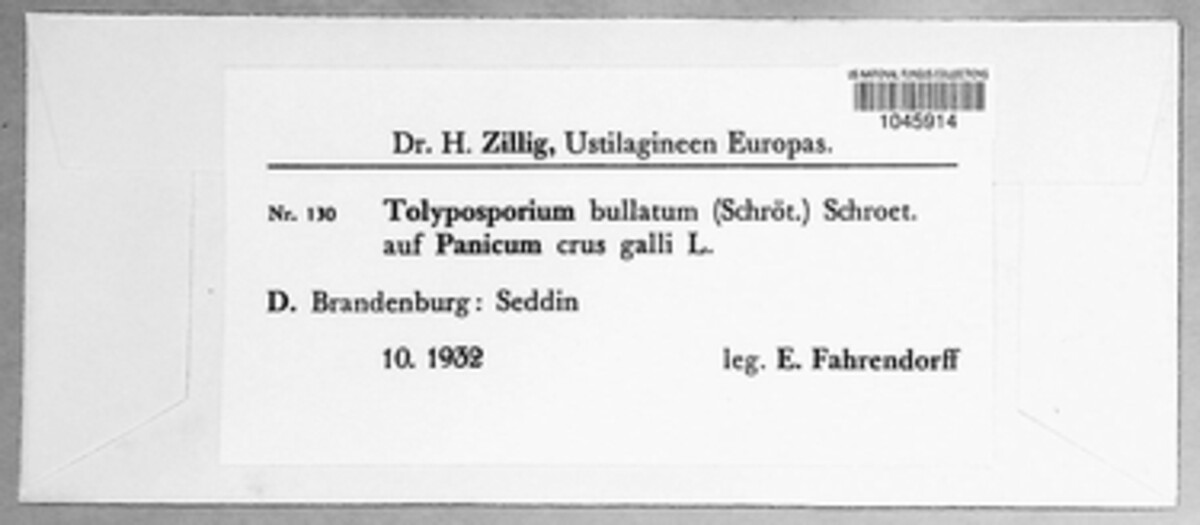 US NATIONAL FUNGUS COLLECTIONS
1045914
Dr. H. Zillig, Ustilagineen Europas.
Nr. 130 Tolyposporium bullatum (Schröt.) Schroet.
auf Panicum crus galli L.
D. Brandenburg: Seddin
10. 1932 leg. E. Fahrendorff